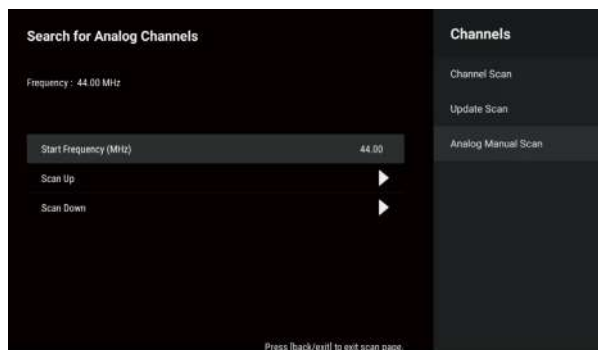 Search for Analog Channels
Frequency : 44.00 MHz
Start Frequency (MHz) 44.00
Scan Up
Scan Down
Press [back/exit] to exit scan page.
Channels
Channel Scan
Update Scan
Analog Manual Scan